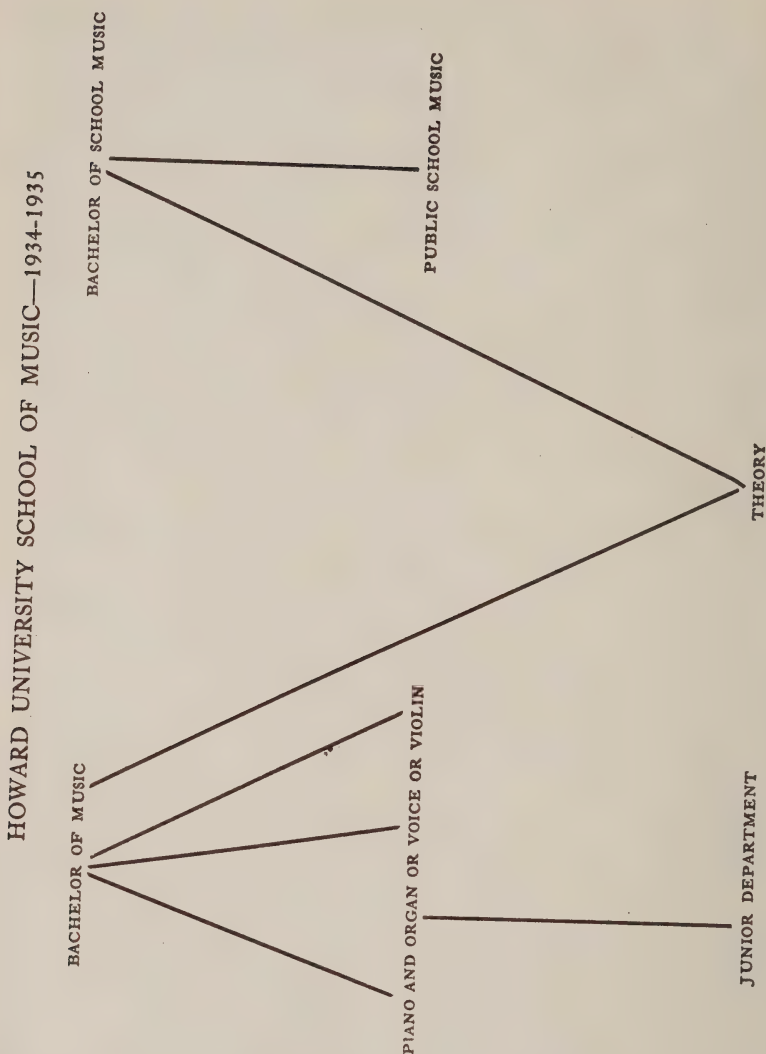 HOWARD UNIVERSITY SCHOOL OF MUSIC—1934-1935
BACHELOR OF MUSIC
BACHELOR OF SCHOOL MUSIC
PIANO AND ORGAN OR VOICE OR VIOLIN
PUBLIC SCHOOL MUSIC
JUNIOR DEPARTMENT
THEORY